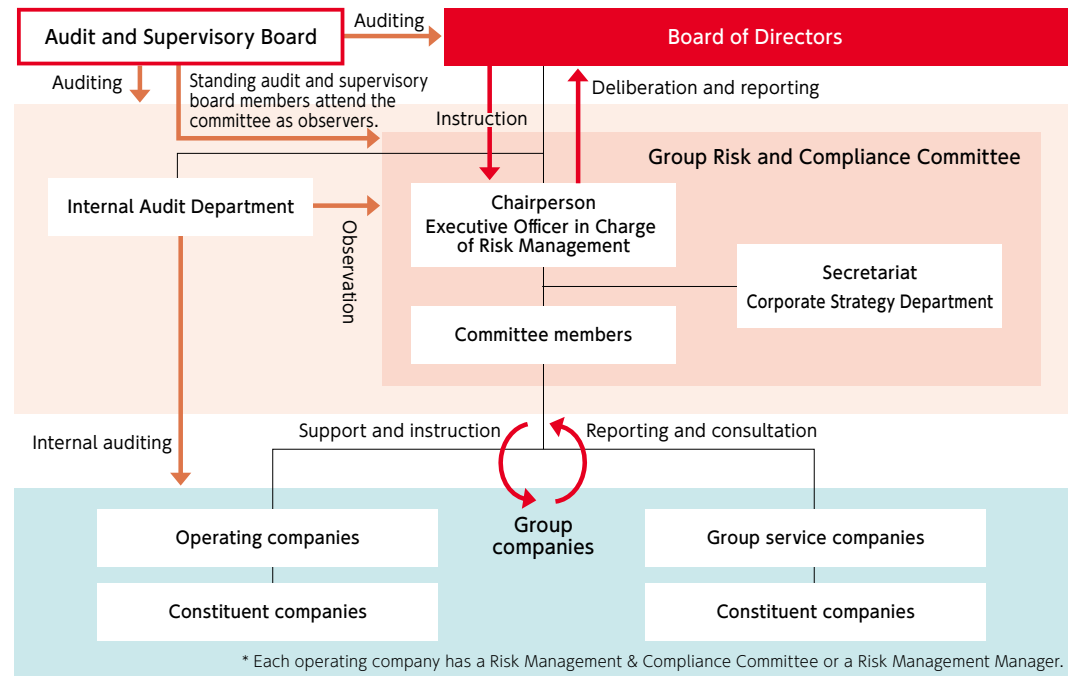 Audit and Supervisory Board
Auditing
Board of Directors
Auditing
Standing audit and supervisory
board members attend the
committee as observers.
Instruction
Deliberation and reporting
Group Risk and Compliance Committee
Internal Audit Department
Observation
Chairperson
Executive Officer in Charge
of Risk Management
Secretariat
Corporate Strategy Department
Committee members
Internal auditing
Support and instruction
Reporting and consultation
Operating companies
Group
companies
Group service companies
Constituent companies
Constituent companies
* Each operating company has a Risk Management & Compliance Committee or a Risk Management Manager.